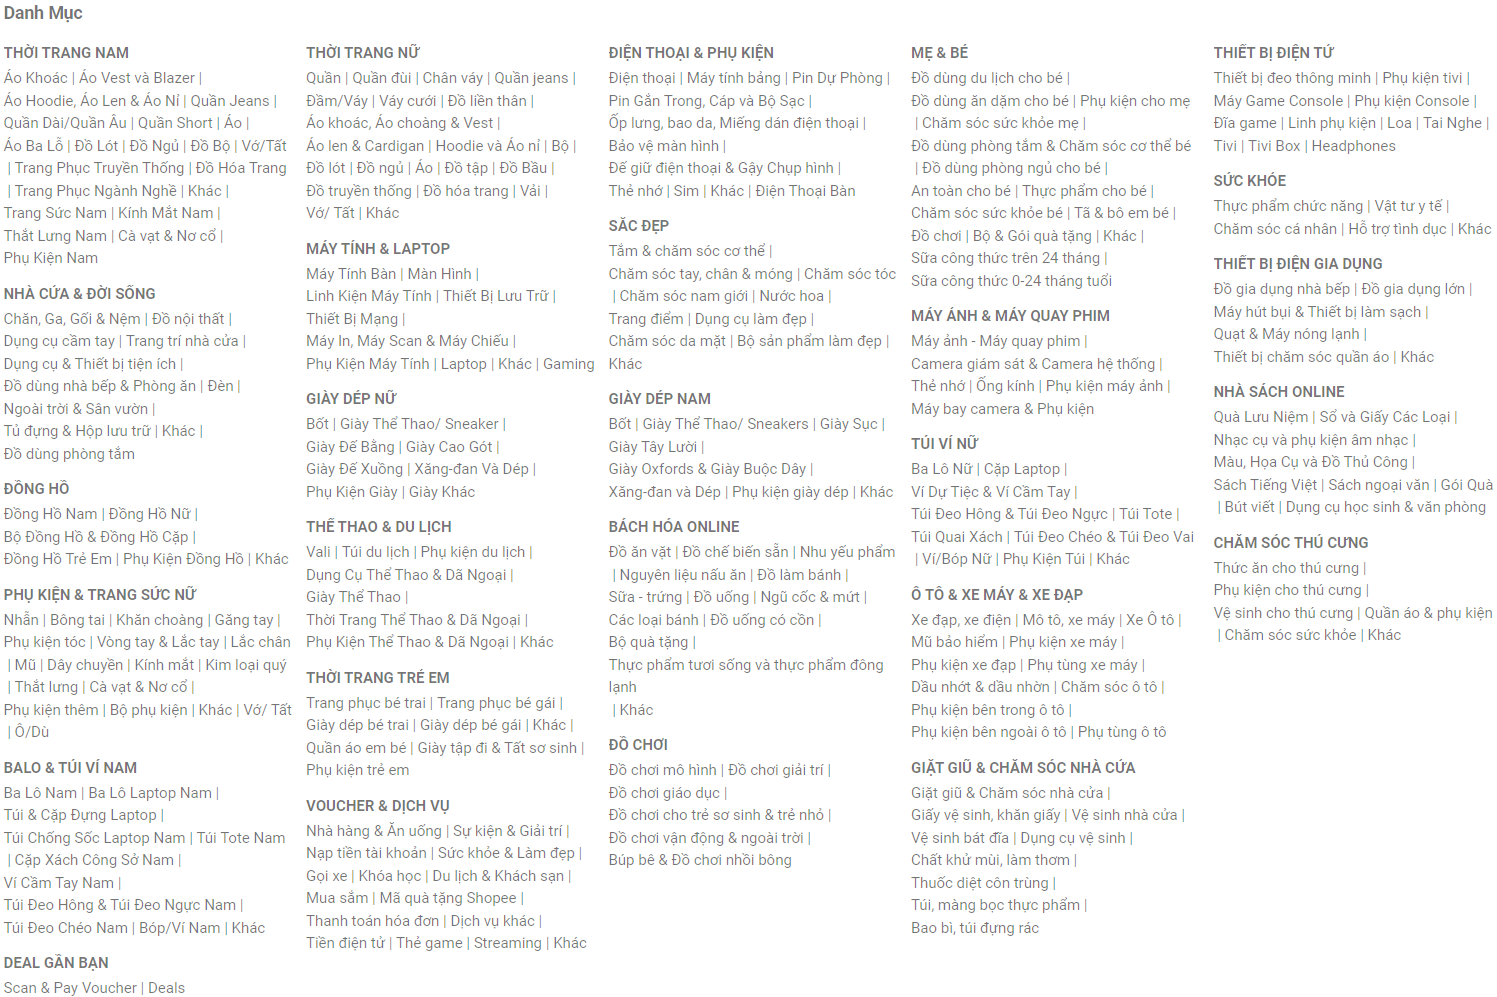 Danh Mục
THỜI TRANG NAM
Áo Khoác | Áo Vest và Blazer |
Áo Hoodie, Áo Len & Áo Nỉ | Quần Jeans |
Quần Dài/Quần Âu | Quần Short | Áo |
Áo Ba Lỗ | Đồ Lót | Đồ Ngủ | Đồ Bộ | Vớ/Tất
| Trang Phục Truyền Thống | Đồ Hóa Trang
| Trang Phục Ngành Nghề | Khác |
Trang Sức Nam | Kính Mắt Nam |
Thắt Lưng Nam | Cà vạt & Nơ cổ |
Phụ Kiện Nam
NHÀ CỬA & ĐỜI SỐNG
Chăn, Ga, Gối & Nệm | Đồ nội thất |
Dụng cụ cầm tay | Trang trí nhà cửa |
Dụng cụ & Thiết bị tiện ích |
Đồ dùng nhà bếp & Phòng ăn | Đèn |
Ngoài trời & Sân vườn |
Tủ đựng & Hộp lưu trữ | Khác |
Đồ dùng phòng tắm
ĐỒNG HỒ
Đồng Hồ Nam | Đồng Hồ Nữ |
Bộ Đồng Hồ & Đồng Hồ Cặp |
Đồng Hồ Trẻ Em | Phụ Kiện Đồng Hồ | Khác
PHỤ KIỆN & TRANG SỨC NỮ
Nhẫn | Bông tai | Khăn choàng | Găng tay |
Phụ kiện tóc | Vòng tay & Lắc tay | Lắc chân
| Mũ | Dây chuyền | Kính mắt | Kim loại quý
| Thắt lưng | Cà vạt & Nơ cổ |
Phụ kiện thêm | Bộ phụ kiện | Khác | Vớ/ Tất
| Ô/Dù
BALO & TÚI VÍ NAM
Ba Lô Nam | Ba Lô Laptop Nam |
Túi & Cặp Đựng Laptop |
Túi Chống Sốc Laptop Nam | Túi Tote Nam
| Cặp Xách Công Sở Nam |
Ví Cầm Tay Nam |
Túi Đeo Hông & Túi Đeo Ngực Nam |
Túi Đeo Chéo Nam | Bóp/Ví Nam | Khác
DEAL GẦN BẠN
Scan & Pay Voucher | Deals
THỜI TRANG NỮ
Quần | Quần đùi | Chân váy | Quần jeans |
Đầm/Váy | Váy cưới | Đồ liền thân |
Áo khoác, Áo choàng & Vest |
Áo len & Cardigan | Hoodie và Áo nỉ | Bộ |
Đồ lót | Đồ ngủ | Áo | Đồ tập | Đồ Bầu |
Đồ truyền thống | Đồ hóa trang | Vải |
Vớ/ Tất | Khác
MÁY TÍNH & LAPTOP
Máy Tính Bàn | Màn Hình |
Linh Kiện Máy Tính | Thiết Bị Lưu Trữ |
Thiết Bị Mạng |
Máy In, Máy Scan & Máy Chiếu |
Phụ Kiện Máy Tính | Laptop | Khác | Gaming
GIÀY DÉP NỮ
Bốt | Giày Thể Thao/ Sneaker |
Giày Đế Bằng | Giày Cao Gót |
Giày Đế Xuồng | Xăng-đan Và Dép |
Phụ Kiện Giày | Giày Khác
THỂ THAO & DU LỊCH
Vali | Túi du lịch | Phụ kiện du lịch |
Dụng Cụ Thể Thao & Dã Ngoại |
Giày Thể Thao |
Thời Trang Thể Thao & Dã Ngoại |
Phụ Kiện Thể Thao & Dã Ngoại | Khác
THỜI TRANG TRẺ EM
Trang phục bé trai | Trang phục bé gái |
Giày dép bé trai | Giày dép bé gái | Khác |
Quần áo em bé | Giày tập đi & Tất sơ sinh |
Phụ kiện trẻ em
VOUCHER & DỊCH VỤ
Nhà hàng & Ăn uống | Sự kiện & Giải trí |
Nạp tiền tài khoản | Sức khỏe & Làm đẹp |
Gọi xe | Khóa học | Du lịch & Khách sạn |
Mua sắm | Mã quà tặng Shopee |
Thanh toán hóa đơn | Dịch vụ khác |
Tiền điện tử | Thẻ game | Streaming | Khác
ĐIỆN THOẠI & PHỤ KIỆN
Điện thoại | Máy tính bảng | Pin Dự Phòng |
Pin Gắn Trong, Cáp và Bộ Sạc |
Ốp lưng, bao da, Miếng dán điện thoại |
Bảo vệ màn hình |
Đế giữ điện thoại & Gậy Chụp hình |
Thẻ nhớ | Sim | Khác | Điện Thoại Bàn
SẮC ĐẸP
Tắm & chăm sóc cơ thể |
Chăm sóc tay, chân & móng | Chăm sóc tóc
| Chăm sóc nam giới | Nước hoa |
Trang điểm | Dụng cụ làm đẹp |
Chăm sóc da mặt | Bộ sản phẩm làm đẹp |
Khác
GIÀY DÉP NAM
Bốt | Giày Thể Thao/ Sneakers | Giày Sục |
Giày Tây Lười |
Giày Oxfords & Giày Buộc Dây |
Xăng-đan và Dép | Phụ kiện giày dép | Khác
BÁCH HÓA ONLINE
Đồ ăn vặt | Đồ chế biến sẵn | Nhu yếu phẩm
| Nguyên liệu nấu ăn | Đồ làm bánh |
Sữa - trứng | Đồ uống | Ngũ cốc & mứt |
Các loại bánh | Đồ uống có cồn |
Bộ quà tặng |
Thực phẩm tươi sống và thực phẩm đông
lạnh
| Khác
ĐỒ CHƠI
Đồ chơi mô hình | Đồ chơi giải trí |
Đồ chơi giáo dục |
Đồ chơi cho trẻ sơ sinh & trẻ nhỏ |
Đồ chơi vận động & ngoài trời |
Búp bê & Đồ chơi nhồi bông
MẸ & BÉ
Đồ dùng du lịch cho bé |
Đồ dùng ăn dặm cho bé | Phụ kiện cho mẹ
| Chăm sóc sức khỏe mẹ |
Đồ dùng phòng tắm & Chăm sóc cơ thể bé
| Đồ dùng phòng ngủ cho bé |
An toàn cho bé | Thực phẩm cho bé |
Chăm sóc sức khỏe bé | Tã & bô em bé |
Đồ chơi | Bộ & Gói quà tặng | Khác |
Sữa công thức trên 24 tháng |
Sữa công thức 0-24 tháng tuổi
MÁY ẢNH & MÁY QUAY PHIM
Máy ảnh - Máy quay phim |
Camera giám sát & Camera hệ thống |
Thẻ nhớ | Ống kính | Phụ kiện máy ảnh |
Máy bay camera & Phụ kiện
TÚI VÍ NỮ
Ba Lô Nữ | Cặp Laptop |
Ví Dự Tiệc & Ví Cầm Tay |
Túi Đeo Hông & Túi Đeo Ngực | Túi Tote |
Túi Quai Xách | Túi Đeo Chéo & Túi Đeo Vai
| Ví/Bóp Nữ | Phụ Kiện Túi | Khác
Ô TÔ & XE MÁY & XE ĐẠP
Xe đạp, xe điện | Mô tô, xe máy | Xe Ô tô |
Mũ bảo hiểm | Phụ kiện xe máy |
Phụ kiện xe đạp | Phụ tùng xe máy |
Dầu nhớt & dầu nhờn | Chăm sóc ô tô |
Phụ kiện bên trong ô tô |
Phụ kiện bên ngoài ô tô | Phụ tùng ô tô
GIẶT GIŨ & CHĂM SÓC NHÀ CỬA
Giặt giũ & Chăm sóc nhà cửa |
Giấy vệ sinh, khăn giấy | Vệ sinh nhà cửa |
Vệ sinh bát đĩa | Dụng cụ vệ sinh |
Chất khử mùi, làm thơm |
Thuốc diệt côn trùng |
Túi, màng bọc thực phẩm |
Bao bì, túi đựng rác
THIẾT BỊ ĐIỆN TỬ
Thiết bị đeo thông minh | Phụ kiện tivi |
Máy Game Console | Phụ kiện Console |
Đĩa game | Linh phụ kiện | Loa | Tai Nghe |
Tivi | Tivi Box | Headphones
SỨC KHỎE
Thực phẩm chức năng | Vật tư y tế |
Chăm sóc cá nhân | Hỗ trợ tình dục | Khác
THIẾT BỊ ĐIỆN GIA DỤNG
Đồ gia dụng nhà bếp | Đồ gia dụng lớn |
Máy hút bụi & Thiết bị làm sạch |
Quạt & Máy nóng lạnh |
Thiết bị chăm sóc quần áo | Khác
NHÀ SÁCH ONLINE
Quà Lưu Niệm | Sổ và Giấy Các Loại |
Nhạc cụ và phụ kiện âm nhạc |
Màu, Họa Cụ và Đồ Thủ Công |
Sách Tiếng Việt | Sách ngoại văn | Gói Quà
| Bút viết | Dụng cụ học sinh & văn phòng
CHĂM SÓC THÚ CƯNG
Thức ăn cho thú cưng |
Phụ kiện cho thú cưng |
Vệ sinh cho thú cưng | Quần áo & phụ kiện
| Chăm sóc sức khỏe | Khác